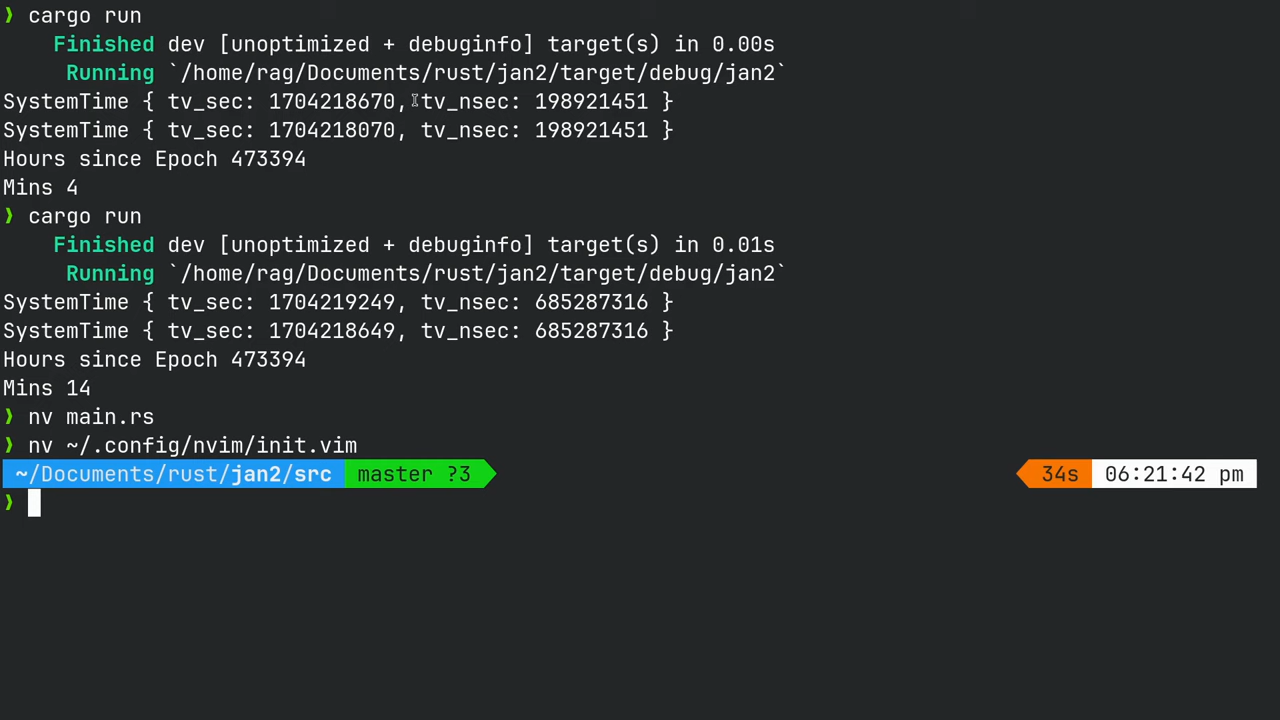 ❯ cargo run
Finished dev [unoptimized + debuginfo] target(s) in 0.00s
Running `/home/rag/Documents/rust/jan2/target/debug/jan2`
SystemTime { tv_sec: 1704218670, tv_nsec: 198921451 }
SystemTime { tv_sec: 1704218070, tv_nsec: 198921451 }
Hours since Epoch 473394
Mins 4
❯ cargo run
Finished dev [unoptimized + debuginfo] target(s) in 0.01s
Running `/home/rag/Documents/rust/jan2/target/debug/jan2`
SystemTime { tv_sec: 1704219249, tv_nsec: 685287316 }
SystemTime { tv_sec: 1704218649, tv_nsec: 685287316 }
Hours since Epoch 473394
Mins 14
❯ nv main.rs
❯ nv ~/.config/nvim/init.vim
~/Documents/rust/jan2/src master ?3 34s 06:21:42 pm
❯